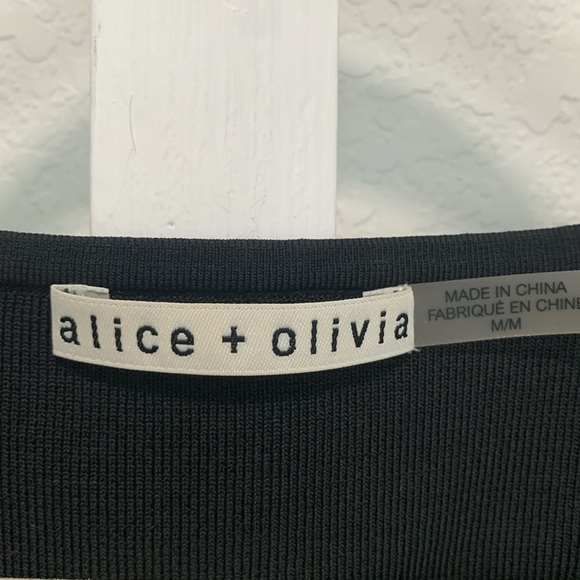 alice + olivia
MADE IN CHINA
FABRIQUÉ EN CHINE
M/M